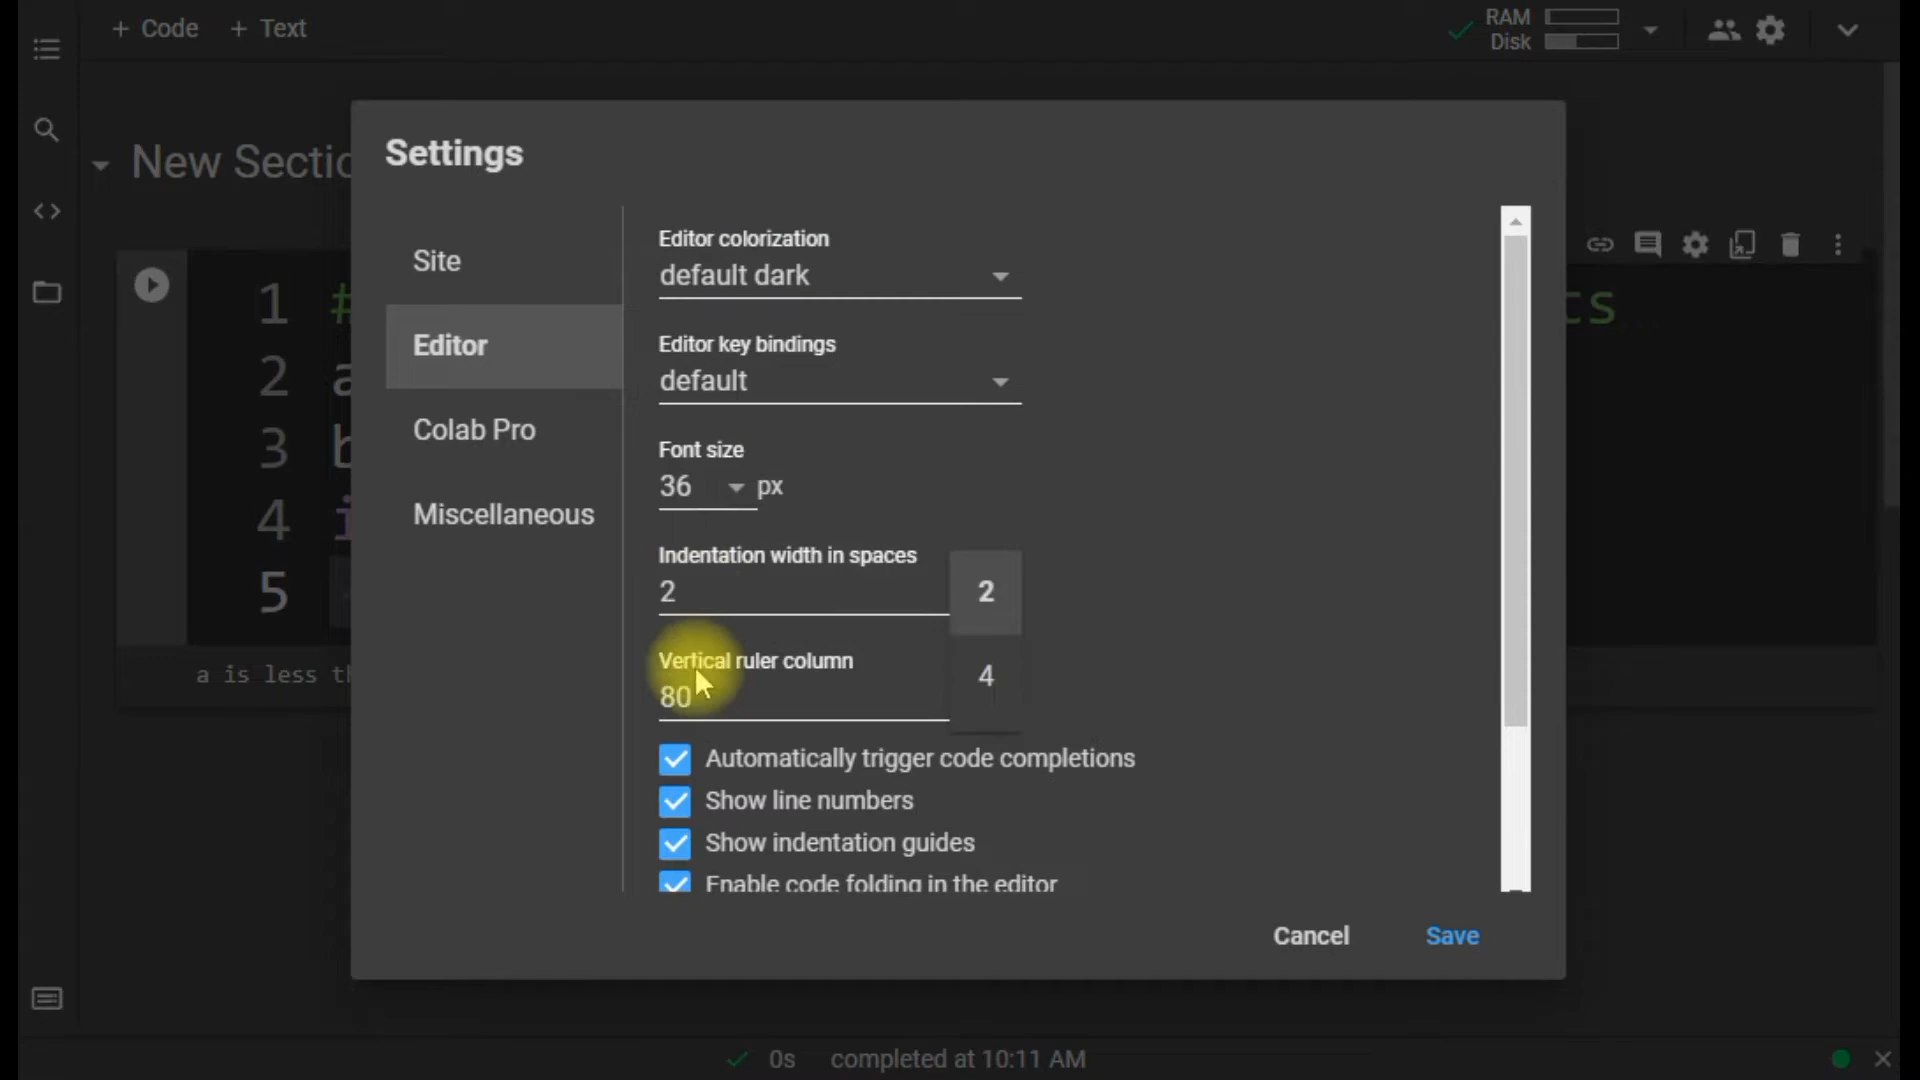 + Code + Text
RAM
Disk
New Sectio
Settings
Site
Editor
Colab Pro
Miscellaneous
Editor colorization
default dark
Editor key bindings
default
Font size
36 px
Indentation width in spaces
2
2
4
Vertical ruler column
80
Automatically trigger code completions
Show line numbers
Show indentation guides
Enable code folding in the editor
Cancel Save
1 # ts
2 a
3 b
4 i
5
a is less th
0s completed at 10:11 AM